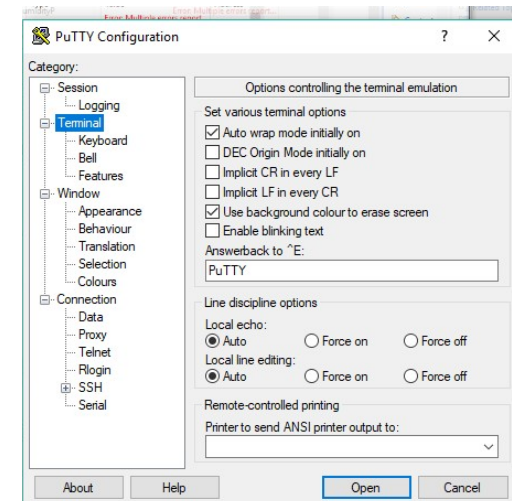 Error: Multiple errors report
PuTTY Configuration
?
Category:
Session
Logging
Terminal
Keyboard
Bell
Features
Window
Appearance
Behaviour
Translation
Selection
Colours
Connection
Data
Proxy
Telnet
Rlogin
SSH
Serial
Options controlling the terminal emulation
Set various terminal options
Auto wrap mode initially on
DEC Origin Mode initially on
Implicit CR in every LF
Implicit LF in every CR
Use background colour to erase screen
Enable blinking text
Answerback to ^E:
PuTTY
Line discipline options
Local echo:
Auto Force on Force off
Local line editing:
Auto Force on Force off
Remote-controlled printing
Printer to send ANSI printer output to:
About Help Open Cancel